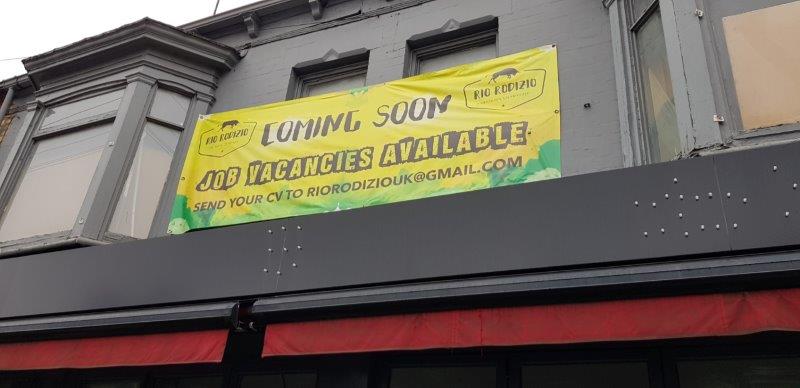 RIO RODIZIO
COMING SOON
RIO RODIZIO
JOB VACANCIES AVAILABLE
SEND YOUR CV TO RIORODIZIOUK@GMAIL.COM